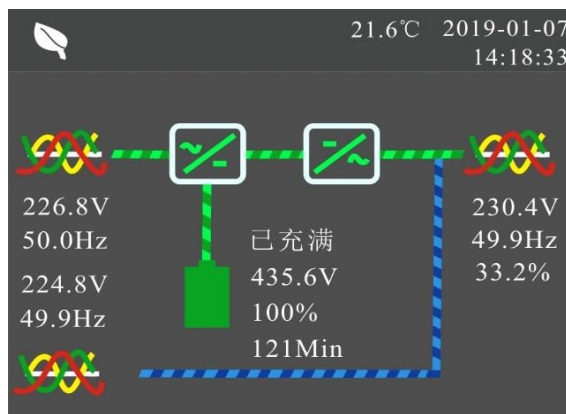 21.6℃ 2019-01-07
14:18:33
226.8V
50.0Hz
224.8V
49.9Hz
已充满
435.6V
100%
121Min
230.4V
49.9Hz
33.2%